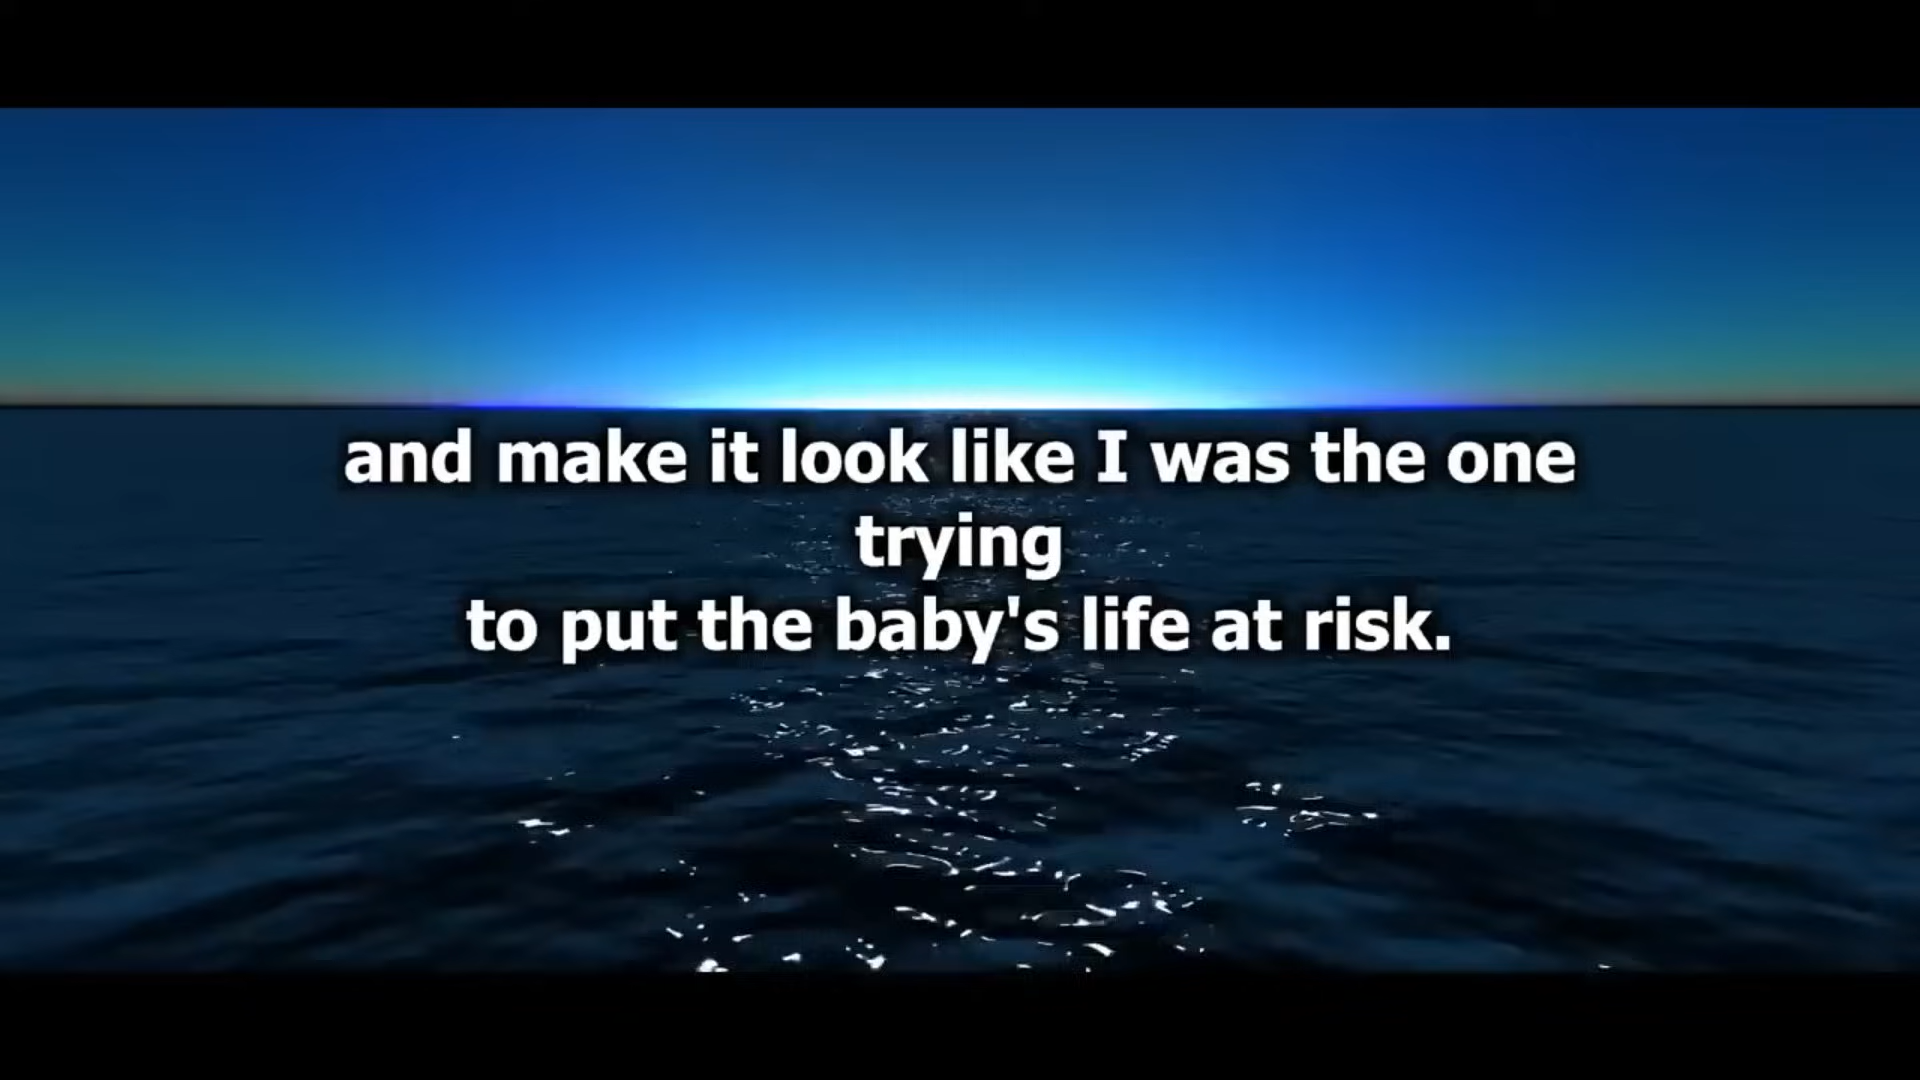 and make it look like I was the one
trying
to put the baby's life at risk.